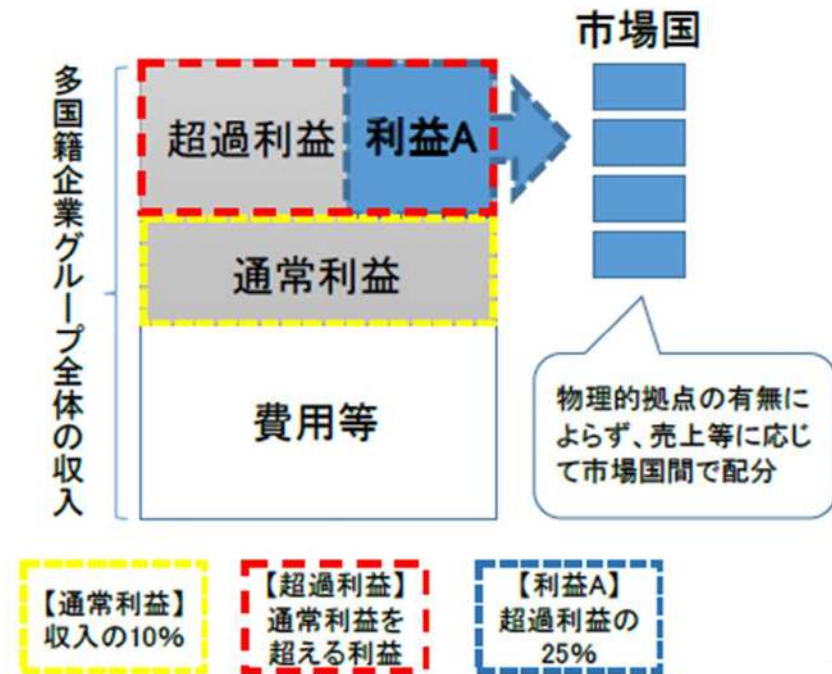 市場国
多国籍企業グループ全体の収入
超過利益
利益A
通常利益
費用等
物理的拠点の有無に
よらず、売上等に応じ
て市場国間で配分
【通常利益】
収入の10%
【超過利益】
通常利益を
超える利益
【利益A】
超過利益の
25%